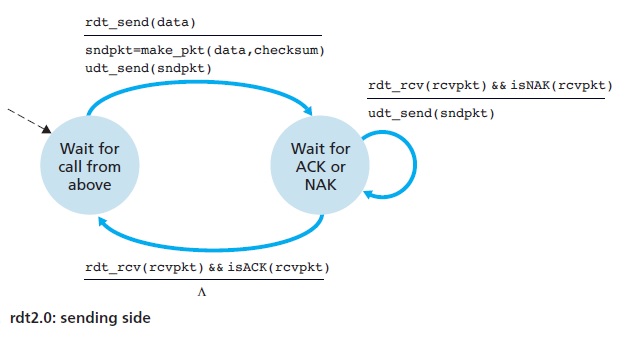 rdt_send(data)
sndpkt=make_pkt(data,checksum)
udt_send(sndpkt)
rdt_rcv(rcvpkt) && isNAK(rcvpkt)
udt_send(sndpkt)
Wait for
call from
above
Wait for
ACK or
NAK
rdt_rcv(rcvpkt) && isACK(rcvpkt)
Λ
rdt2.0: sending side